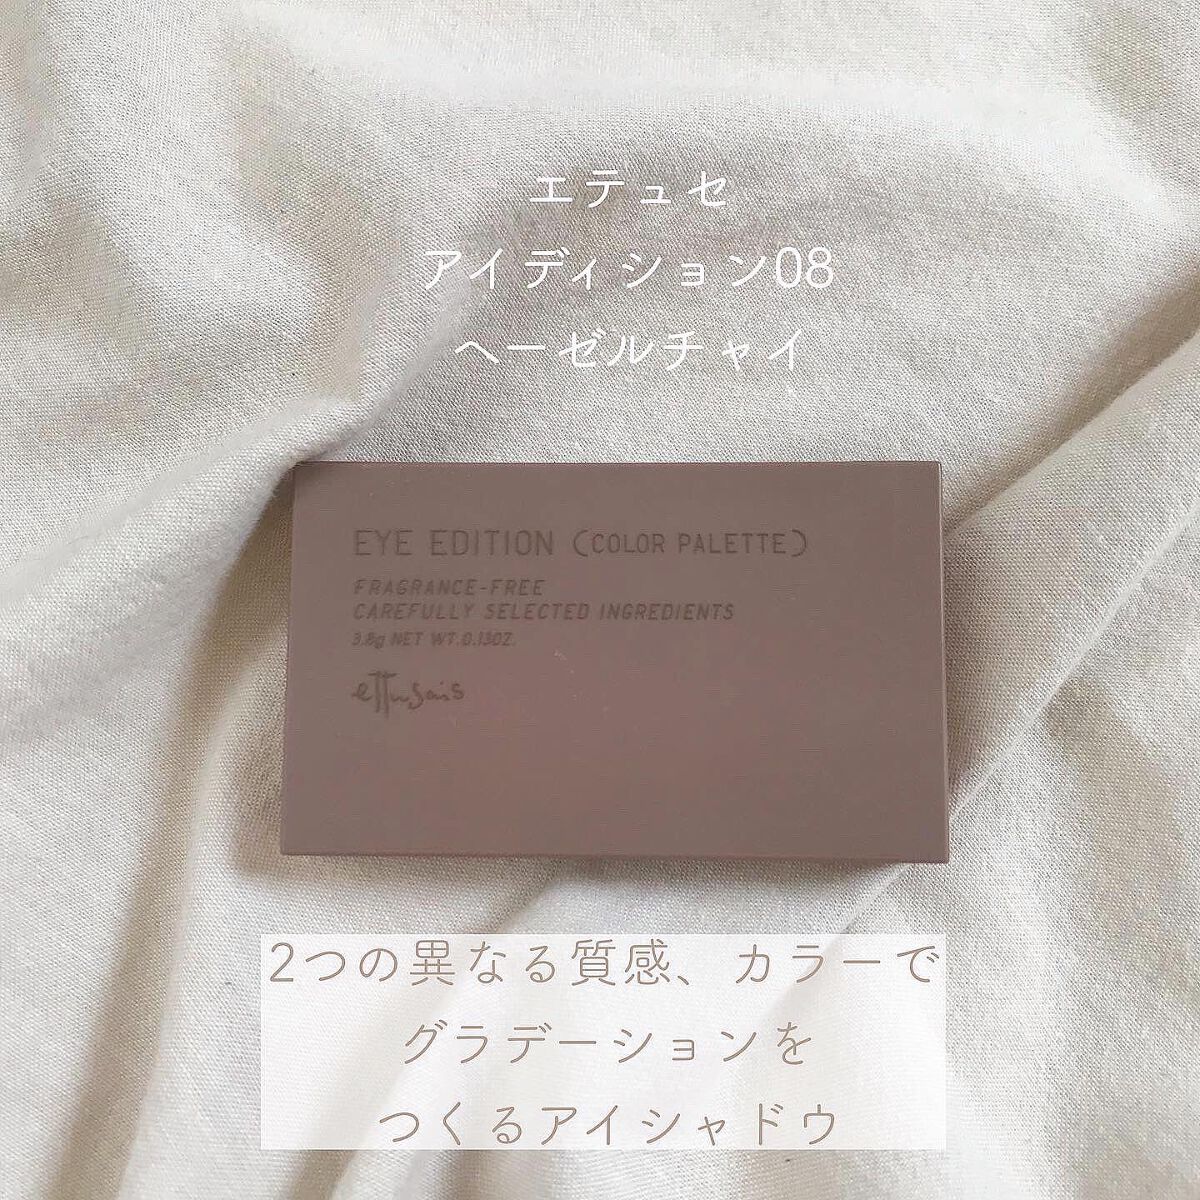 エテュセ
アイディション08
ヘーゼルチャイ
EYE EDITION (COLOR PALETTE)
FRAGRANCE-FREE
CAREFULLY SELECTED INGREDIENTS
3.8g NET WT.0.13OZ.
ettusais
2つの異なる質感、カラーで
グラデーションを
つくるアイシャドウ